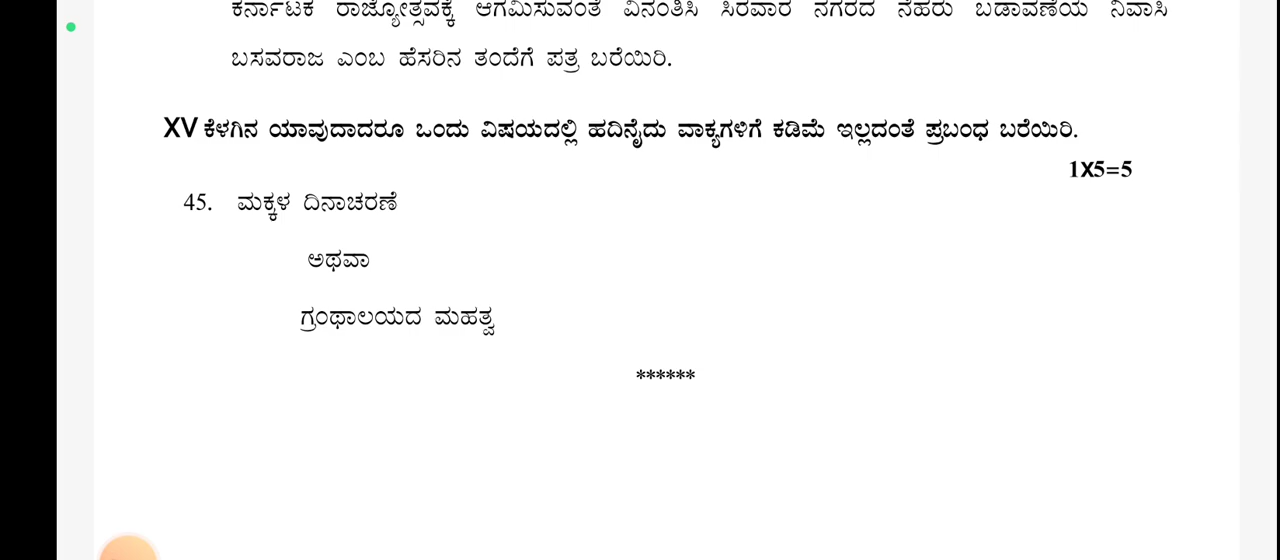 ಕರ್ನಾಟಕ ರಾಜ್ಯೋತ್ಸವಕ್ಕೆ ಆಗಮಿಸುವಂತೆ ವಿನಂತಿಸಿ ಸಿರವಾರ ನಗರದ ನೆಹರು ಬಡಾವಣೆಯ ನಿವಾಸಿ
ಬಸವರಾಜ ಎಂಬ ಹೆಸರಿನ ತಂದೆಗೆ ಪತ್ರ ಬರೆಯಿರಿ.
XV ಕೆಳಗಿನ ಯಾವುದಾದರೂ ಒಂದು ವಿಷಯದಲ್ಲಿ ಹದಿನೈದು ವಾಕ್ಯಗಳಿಗೆ ಕಡಿಮೆ ಇಲ್ಲದಂತೆ ಪ್ರಬಂಧ ಬರೆಯಿರಿ.
1X5=5
45. ಮಕ್ಕಳ ದಿನಾಚರಣೆ
ಅಥವಾ
ಗ್ರಂಥಾಲಯದ ಮಹತ್ವ
******